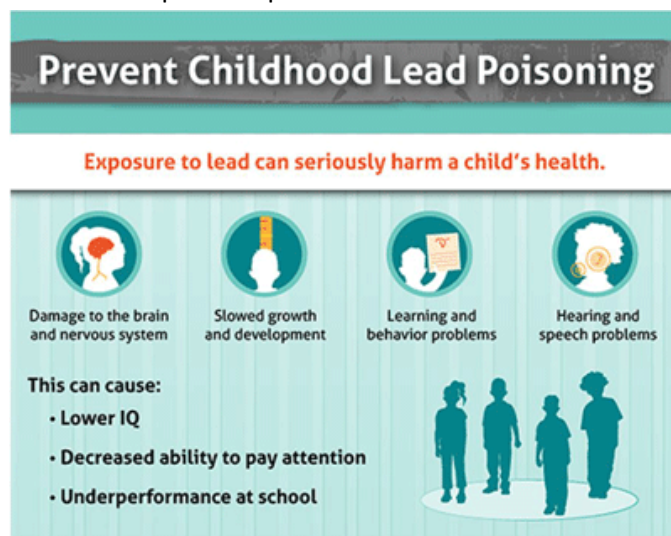 Prevent Childhood Lead Poisoning
Exposure to lead can seriously harm a child's health.
Damage to the brain
and nervous system
Slowed growth
and development
Learning and
behavior problems
Hearing and
speech problems
This can cause:
• Lower IQ
• Decreased ability to pay attention
• Underperformance at school